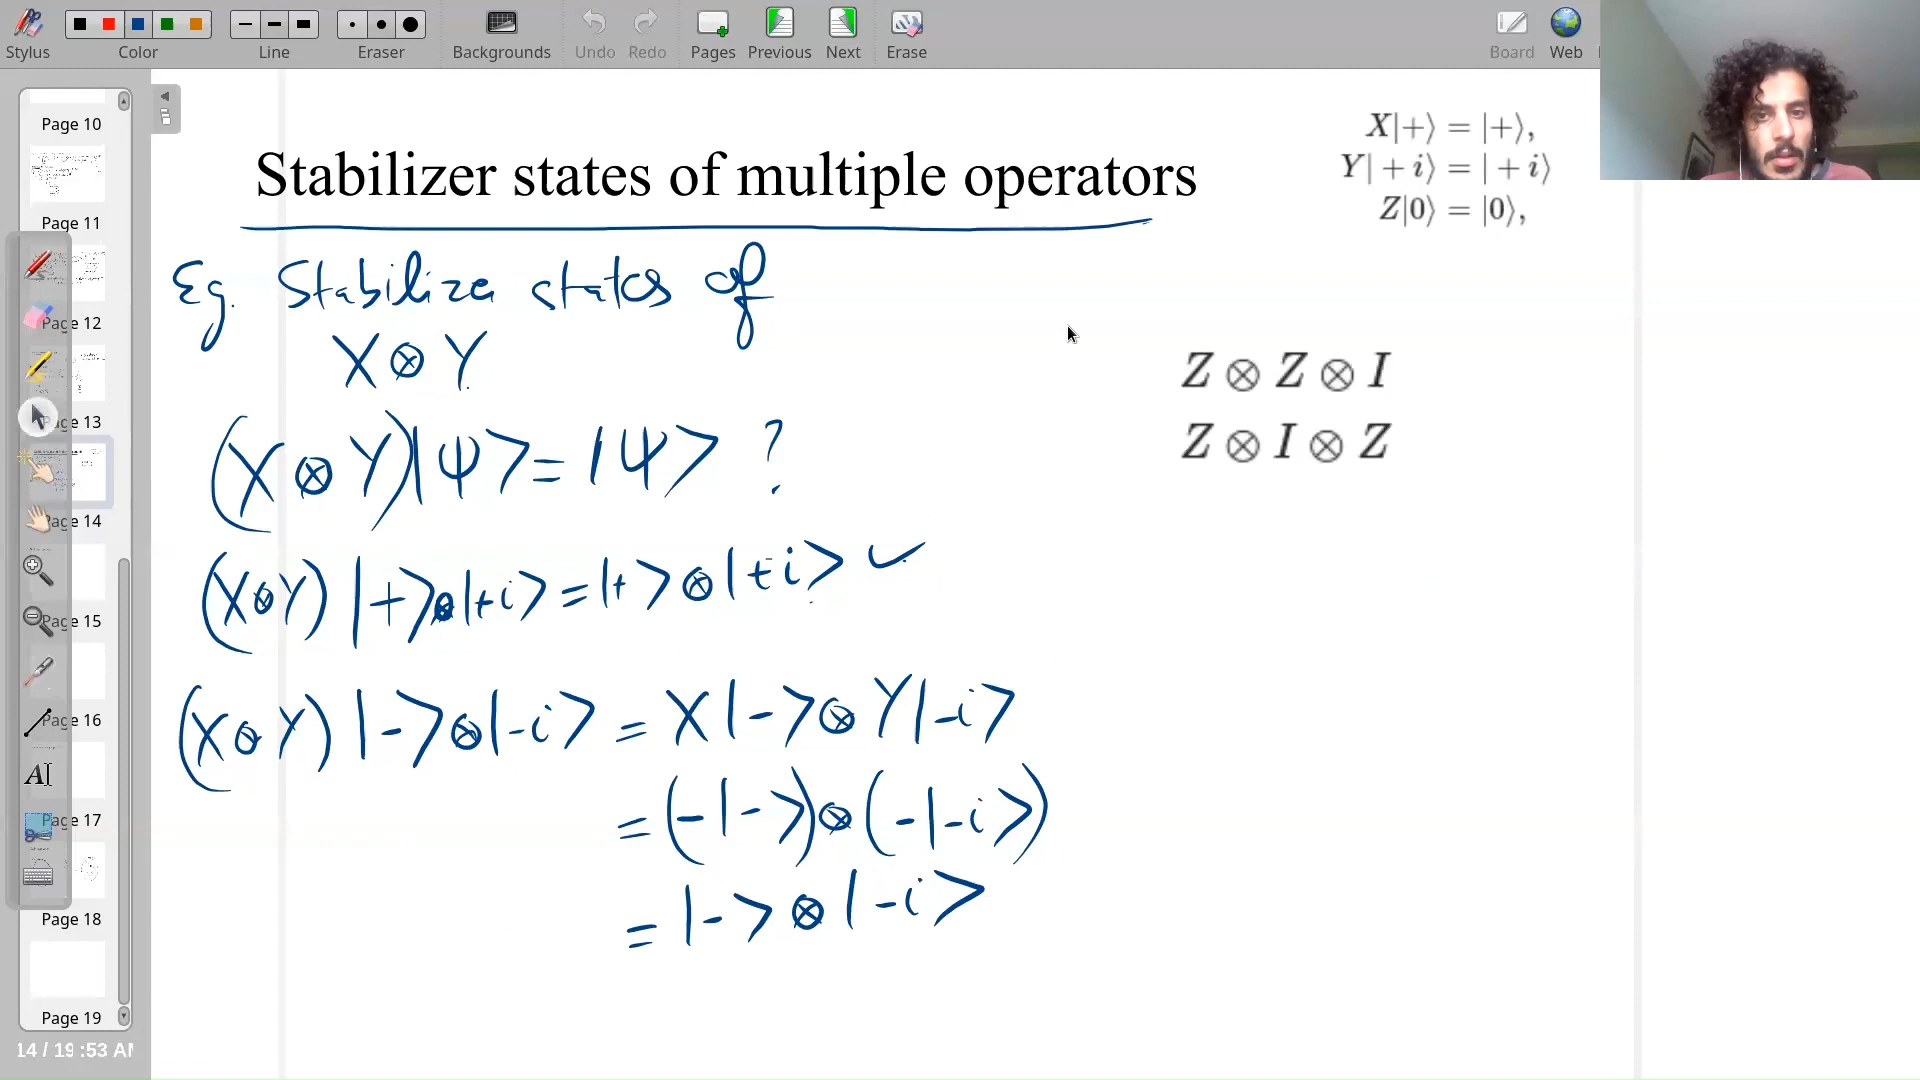 Stylus Color Line Eraser Backgrounds Undo Redo Pages Previous Next Erase Board Web
Page 10
Page 11
Page 12
Page 13
Page 14
Page 15
Page 16
Page 17
Page 18
Page 19
14 / 19
Stabilizer states of multiple operators
X|+⟩ = |+⟩,
Y| + i⟩ = | + i⟩
Z|0⟩ = |0⟩,
Eg. Stabilize states of
X ⊗ Y
(X ⊗ Y)|Ψ> = |Ψ> ?
(X⊗Y) |+>⊗|+i> = |+>⊗|+i> ✓
(X⊗Y) |->⊗|-i> = X|->⊗Y|-i>
= (-|->)⊗(-|-i>)
= |->⊗|-i>
Z ⊗ Z ⊗ I
Z ⊗ I ⊗ Z